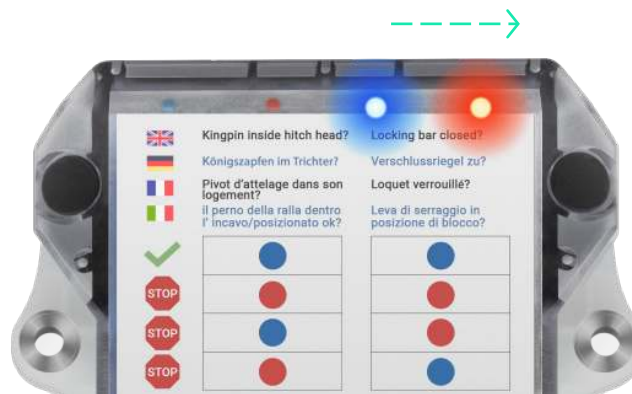 Kingpin inside hitch head?
Locking bar closed?
Königszapfen im Trichter?
Verschlussriegel zu?
Pivot d'attelage dans son
logement?
Loquet verrouillé?
il perno della ralla dentro
l' incavo/posizionato ok?
Leva di serraggio in
posizione di blocco?
STOP
STOP
STOP